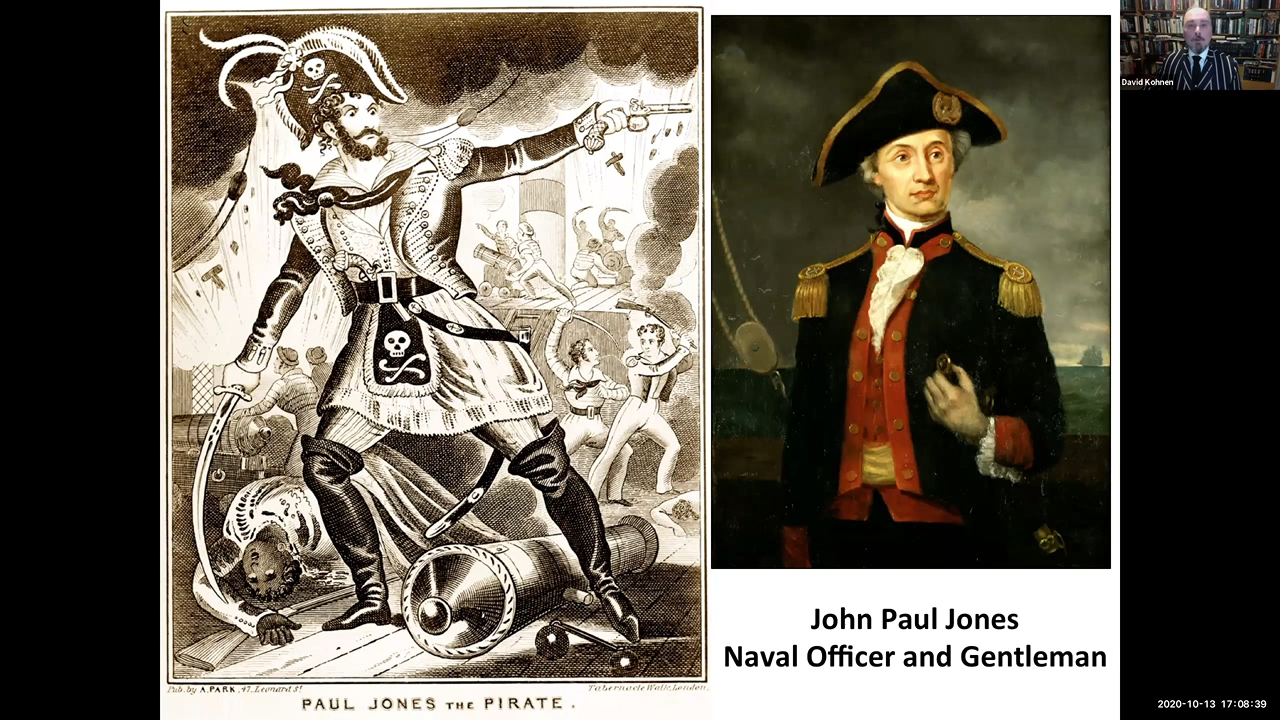 David Kohnen
Pub. by A. PARK, 47, Leonard St.
Tabernacle Walk, London.
PAUL JONES THE PIRATE.
John Paul Jones
Naval Officer and Gentleman
2020-10-13 17:08:39